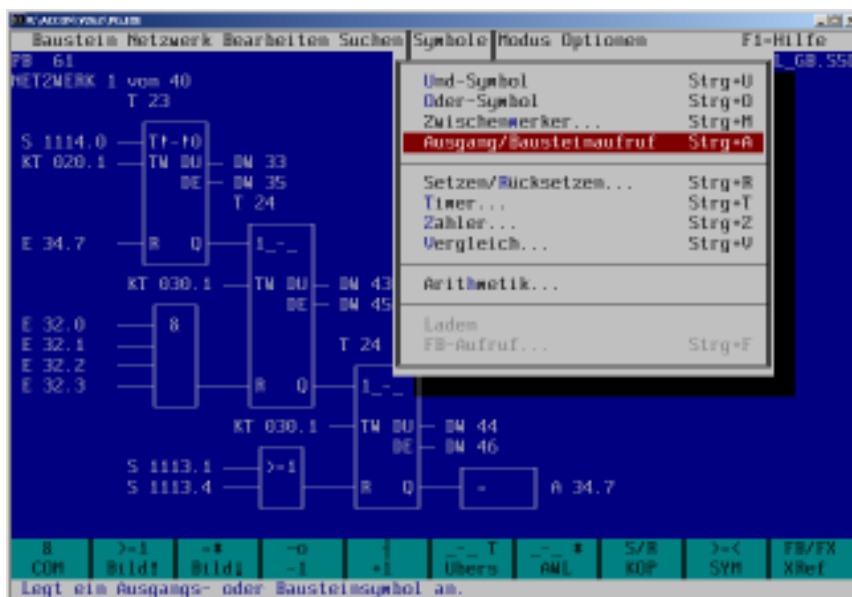 Baustein Netzwerk Bearbeiten Suchen Symbole Modus Optionen F1=Hilfe
PB 61
NETZWERK 1 von 40
T 23
S 1114.0
KT 020.1 TW DU DW 33
DE DW 35
T 24
E 34.7 R Q 1_-_
KT 030.1 TW DU DW 43
DE DW 45
E 32.0 &
E 32.1 T 24
E 32.2
E 32.3 R Q 1_-_
KT 030.1 TW DU DW 44
DE DW 46
S 1113.1 >=1
S 1113.4 R Q = A 34.7
Und-Symbol Strg+U
Oder-Symbol Strg+O
Zwischenmerker... Strg+M
Ausgang/Bausteinaufruf Strg+A
Setzen/Rücksetzen... Strg+R
Timer... Strg+T
Zähler... Strg+Z
Vergleich... Strg+V
Arithmetik...
Laden
FB-Aufruf... Strg+F
& >=1 =# -o _-_ T _-_ # S/R >=< FB/FX
COM Bild↑ Bild↓ -1 +1 Übers AWL KOP SYM XRef
Legt ein Ausgangs- oder Bausteinsymbol an.